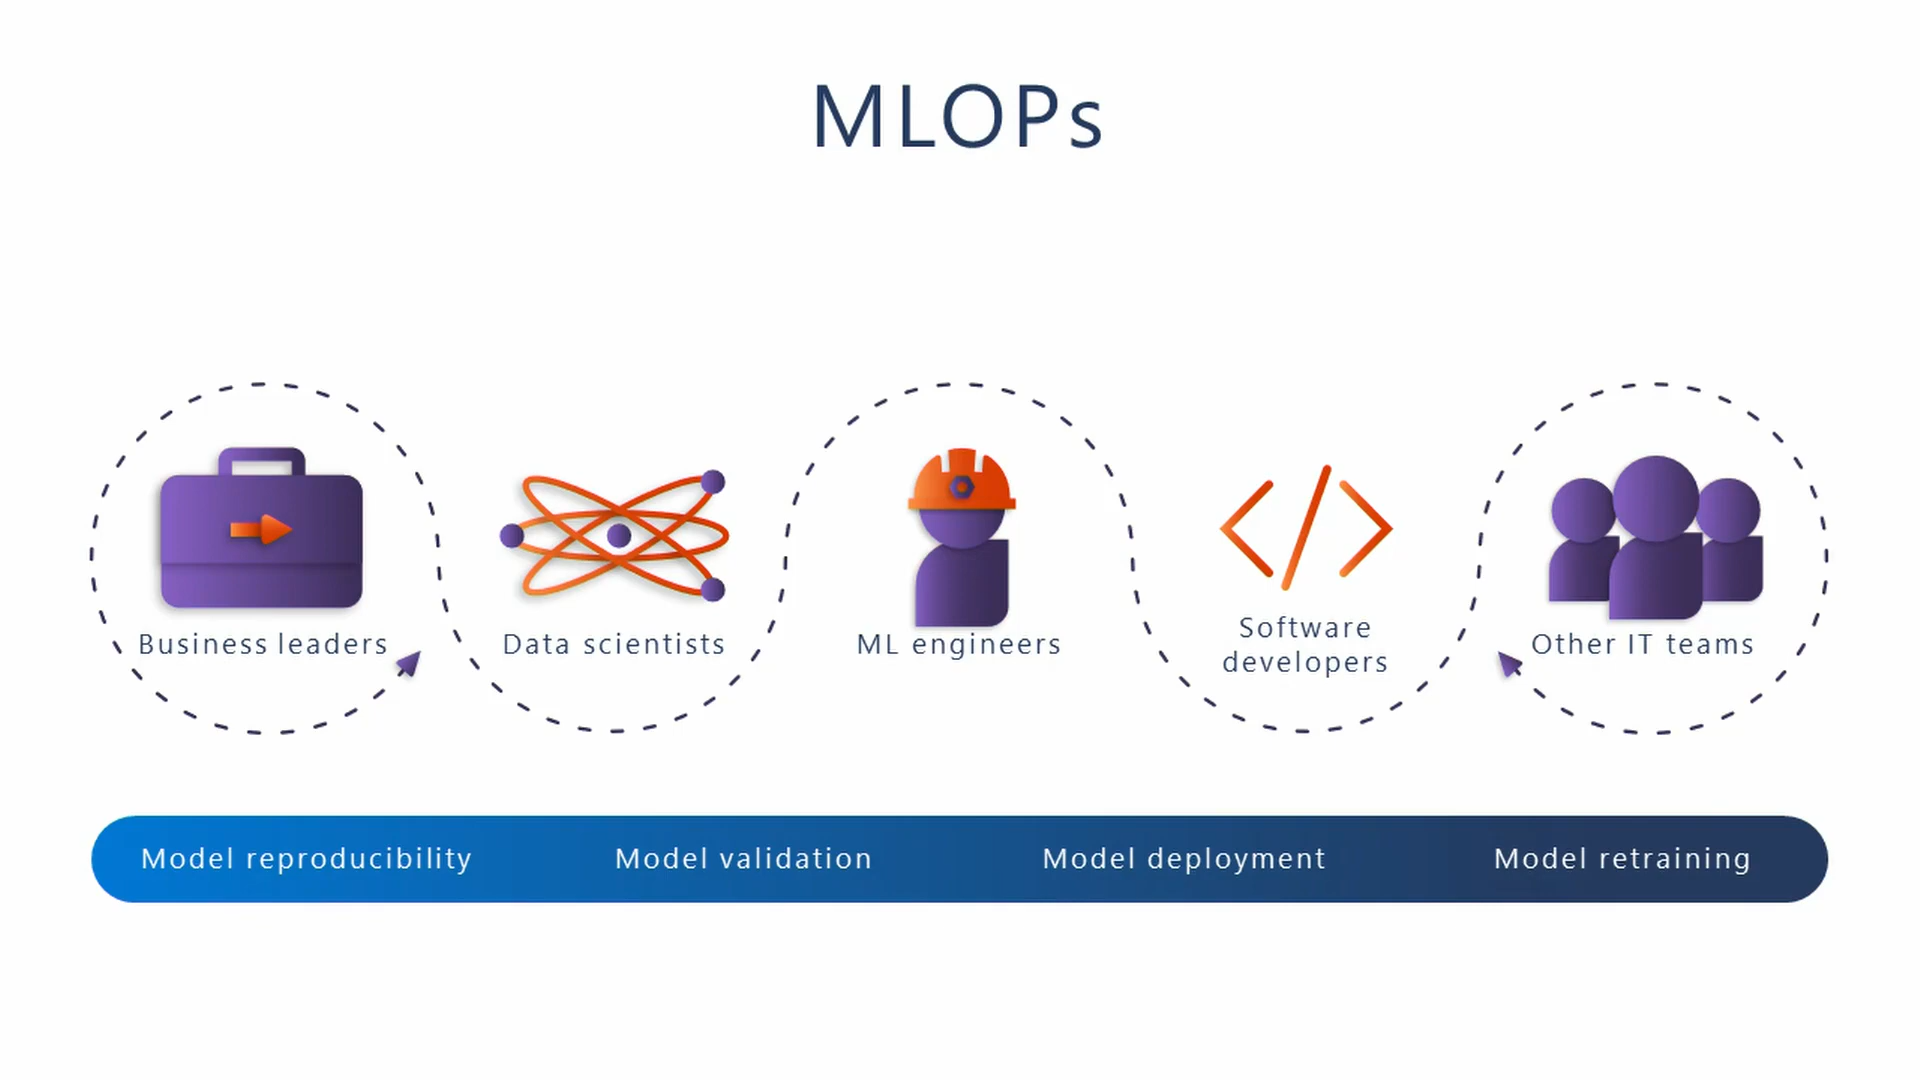 MLOPs
Business leaders
Data scientists
ML engineers
Software
developers
Other IT teams
Model reproducibility
Model validation
Model deployment
Model retraining